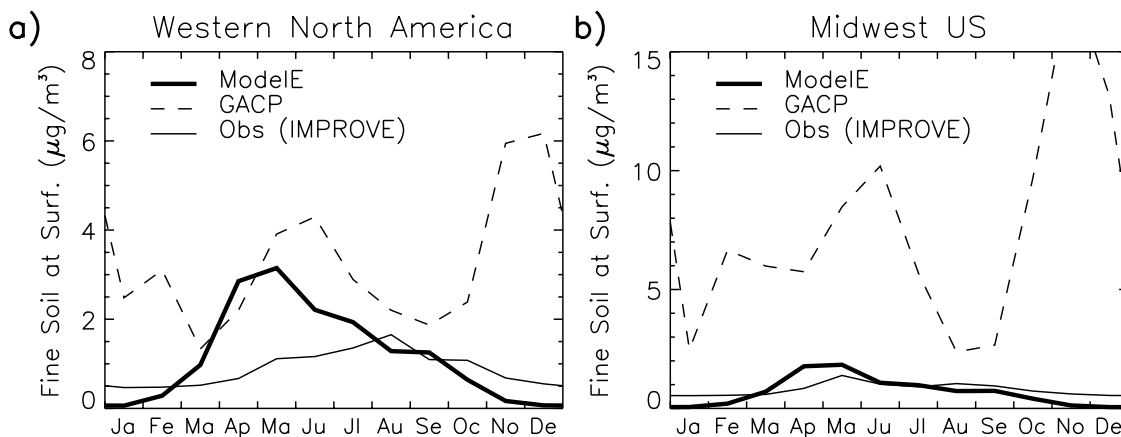 a) Western North America
Fine Soil at Surf. (μg/m³)
8
6
4
2
0
ModelE
GACP
Obs (IMPROVE)
Ja Fe Ma Ap Ma Ju Jl Au Se Oc No De
b) Midwest US
Fine Soil at Surf. (μg/m³)
15
10
5
0
ModelE
GACP
Obs (IMPROVE)
Ja Fe Ma Ap Ma Ju Jl Au Se Oc No De